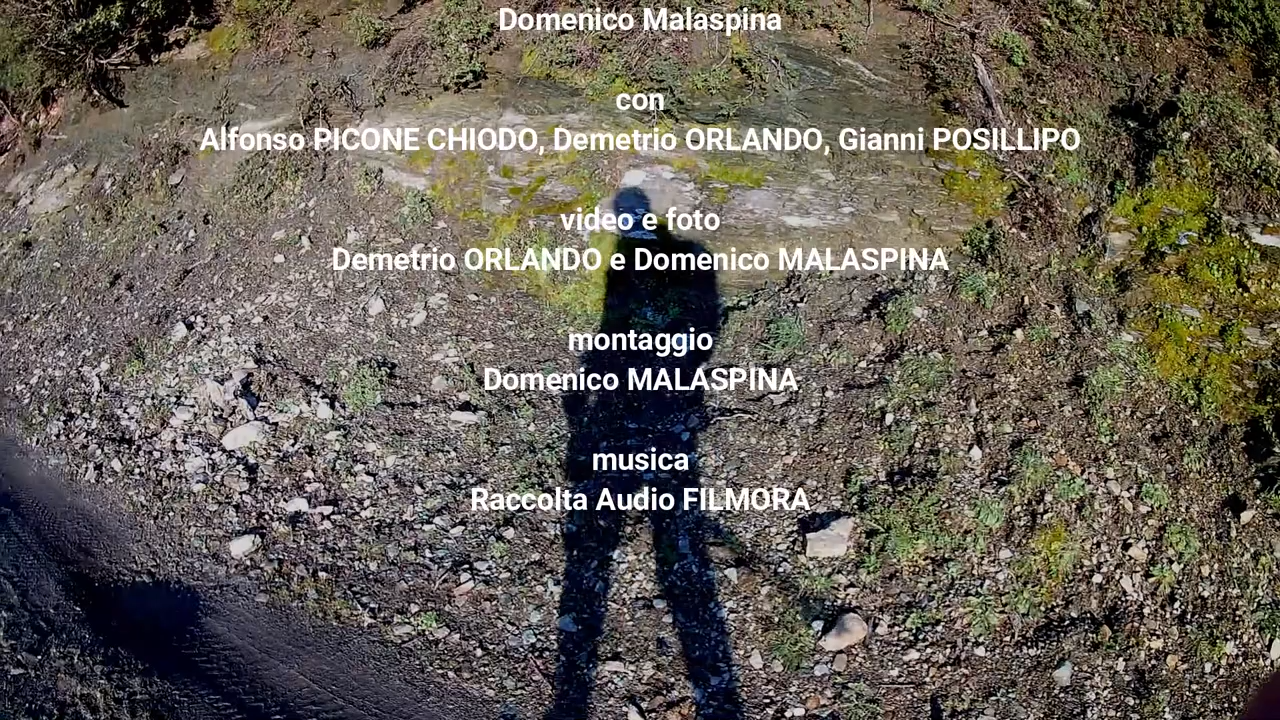 Domenico Malaspina
con
Alfonso PICONE CHIODO, Demetrio ORLANDO, Gianni POSILLIPO
video e foto
Demetrio ORLANDO e Domenico MALASPINA
montaggio
Domenico MALASPINA
musica
Raccolta Audio FILMORA